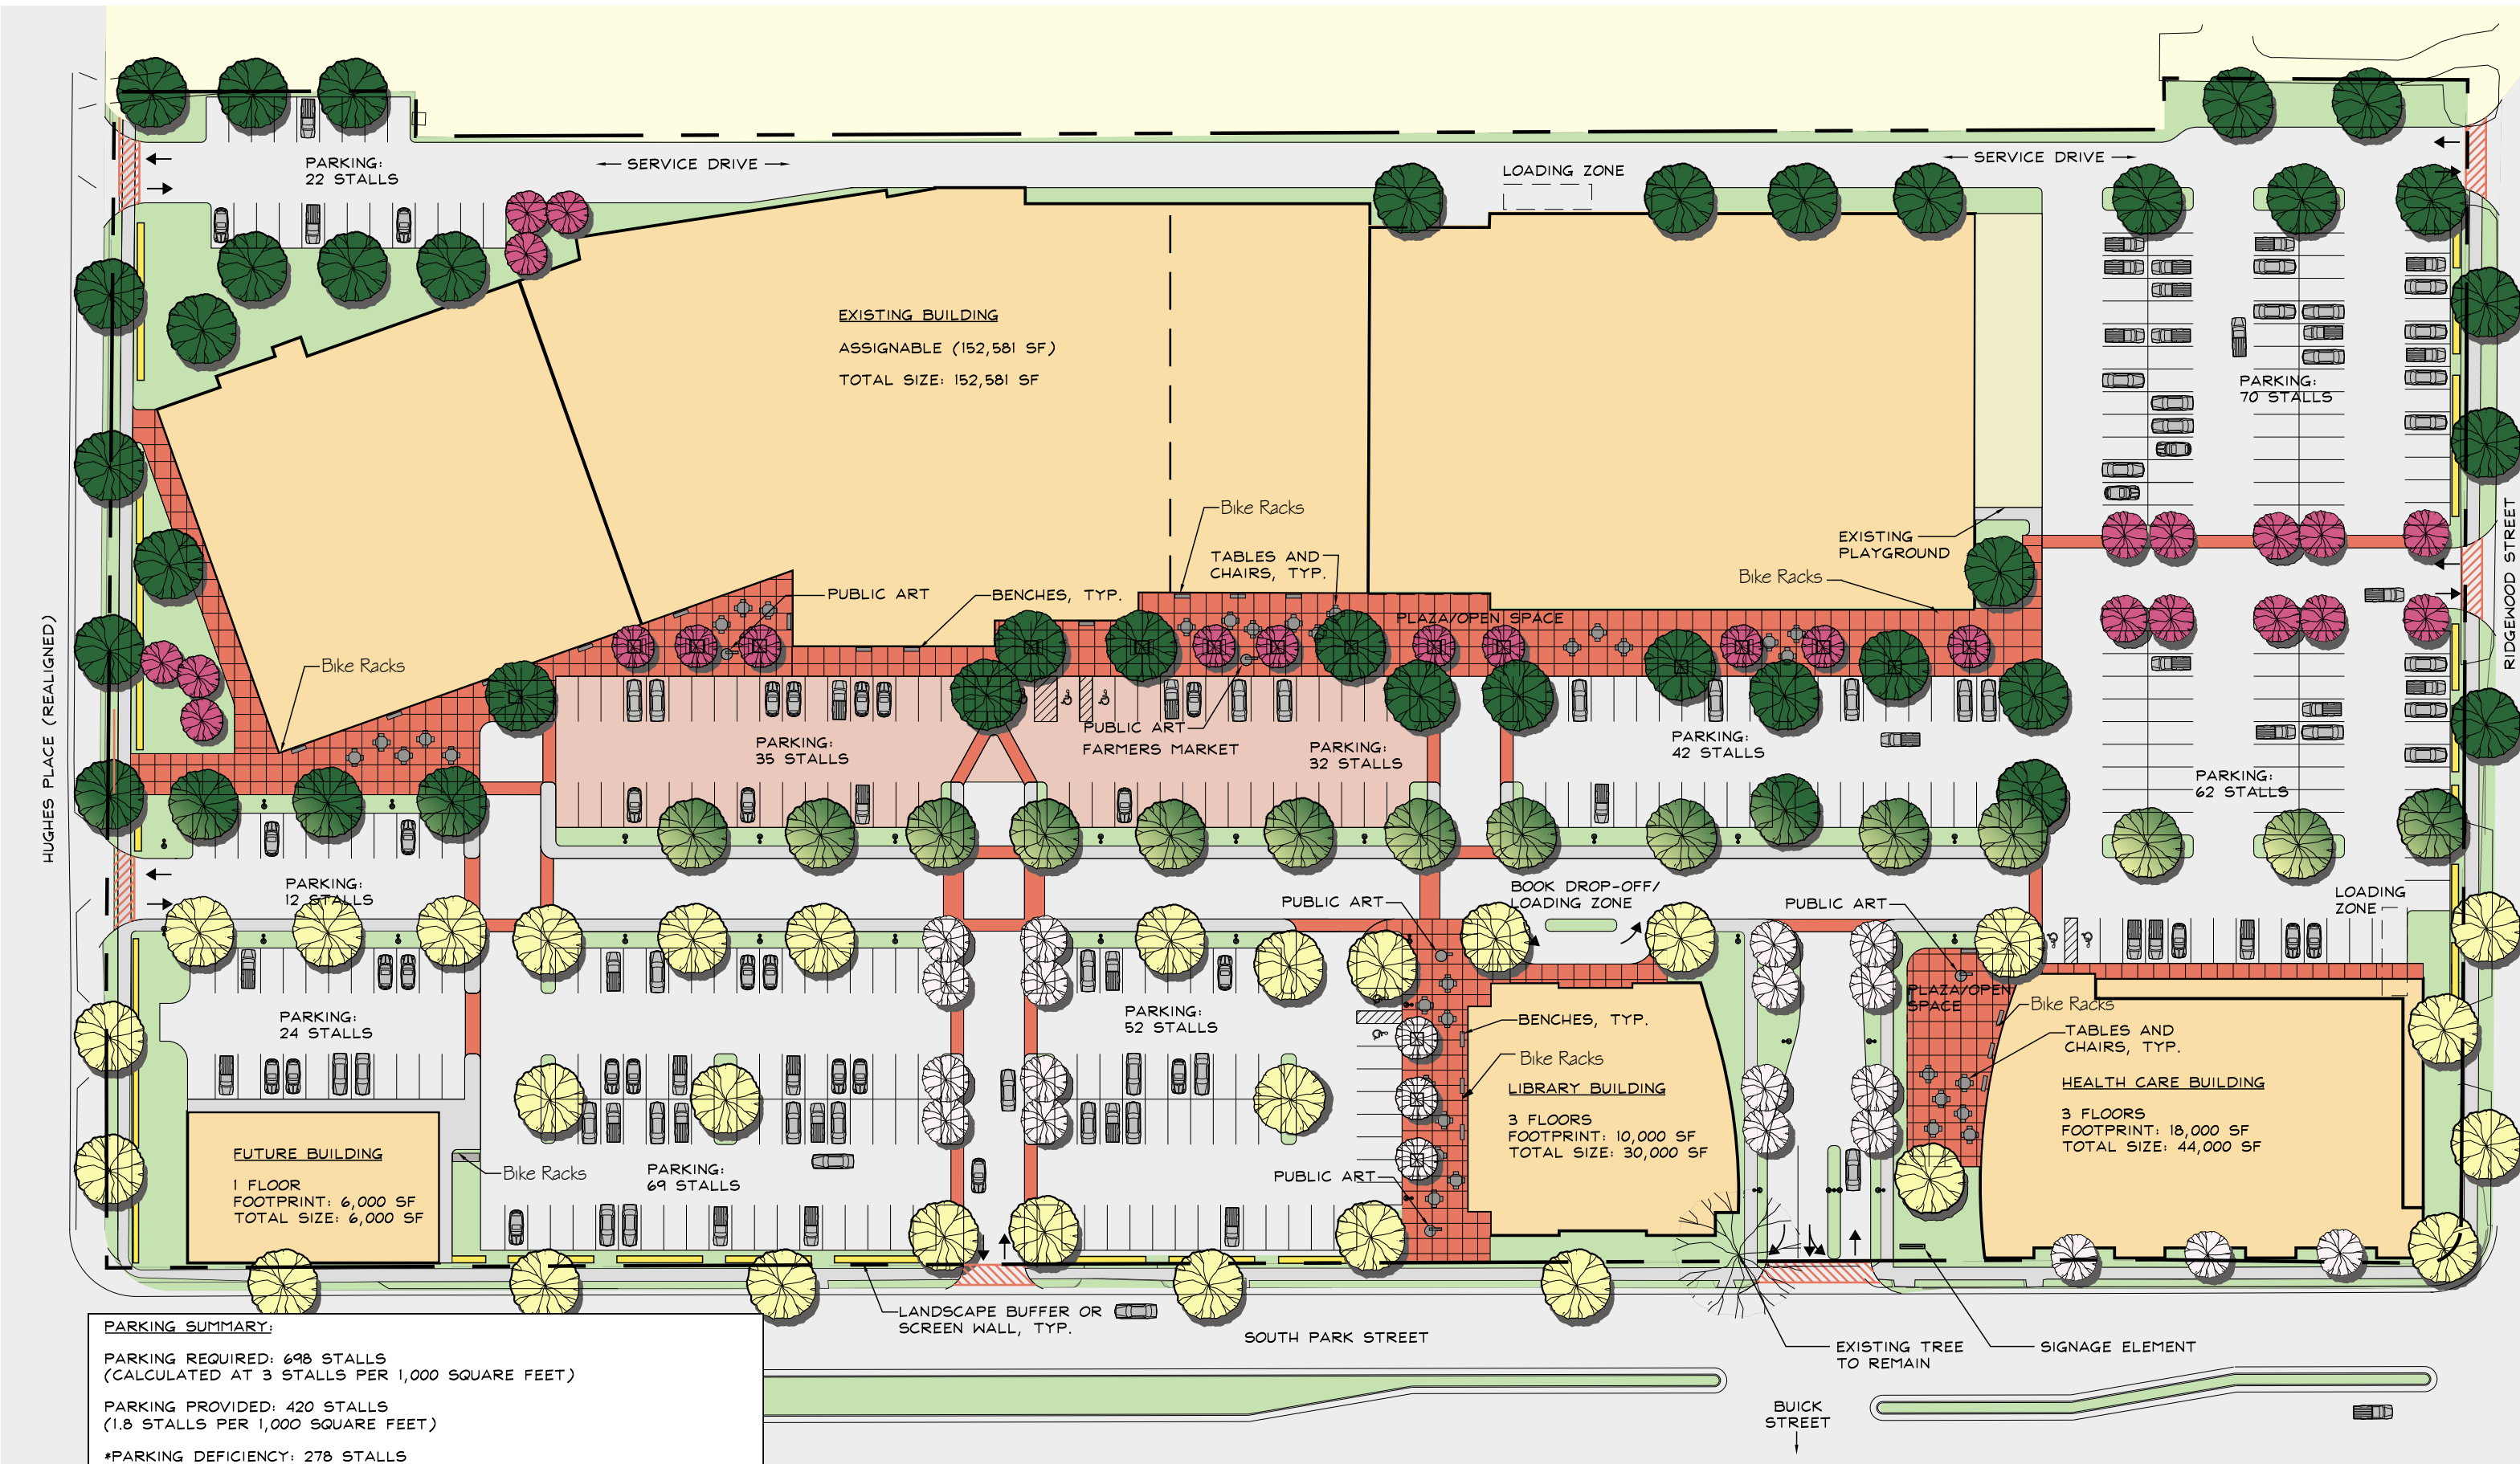 PARKING:
22 STALLS
SERVICE DRIVE
LOADING ZONE
SERVICE DRIVE
EXISTING BUILDING
ASSIGNABLE (152,581 SF)
TOTAL SIZE: 152,581 SF
PARKING:
70 STALLS
Bike Racks
TABLES AND
CHAIRS, TYP.
EXISTING
PLAYGROUND
Bike Racks
PUBLIC ART
BENCHES, TYP.
PLAZA/OPEN SPACE
Bike Racks
HUGHES PLACE (REALIGNED)
RIDGEWOOD STREET
PUBLIC ART
FARMERS MARKET
PARKING:
35 STALLS
PARKING:
32 STALLS
PARKING:
42 STALLS
PARKING:
62 STALLS
PARKING:
12 STALLS
BOOK DROP-OFF/
LOADING ZONE
PUBLIC ART
PUBLIC ART
LOADING
ZONE
PLAZA/OPEN
SPACE
Bike Racks
PARKING:
24 STALLS
PARKING:
52 STALLS
BENCHES, TYP.
TABLES AND
CHAIRS, TYP.
Bike Racks
LIBRARY BUILDING
3 FLOORS
FOOTPRINT: 10,000 SF
TOTAL SIZE: 30,000 SF
HEALTH CARE BUILDING
3 FLOORS
FOOTPRINT: 18,000 SF
TOTAL SIZE: 44,000 SF
FUTURE BUILDING
1 FLOOR
FOOTPRINT: 6,000 SF
TOTAL SIZE: 6,000 SF
Bike Racks
PARKING:
69 STALLS
PUBLIC ART
LANDSCAPE BUFFER OR
SCREEN WALL, TYP.
SOUTH PARK STREET
EXISTING TREE
TO REMAIN
SIGNAGE ELEMENT
BUICK
STREET
PARKING SUMMARY:
PARKING REQUIRED: 698 STALLS
(CALCULATED AT 3 STALLS PER 1,000 SQUARE FEET)
PARKING PROVIDED: 420 STALLS
(1.8 STALLS PER 1,000 SQUARE FEET)
*PARKING DEFICIENCY: 278 STALLS